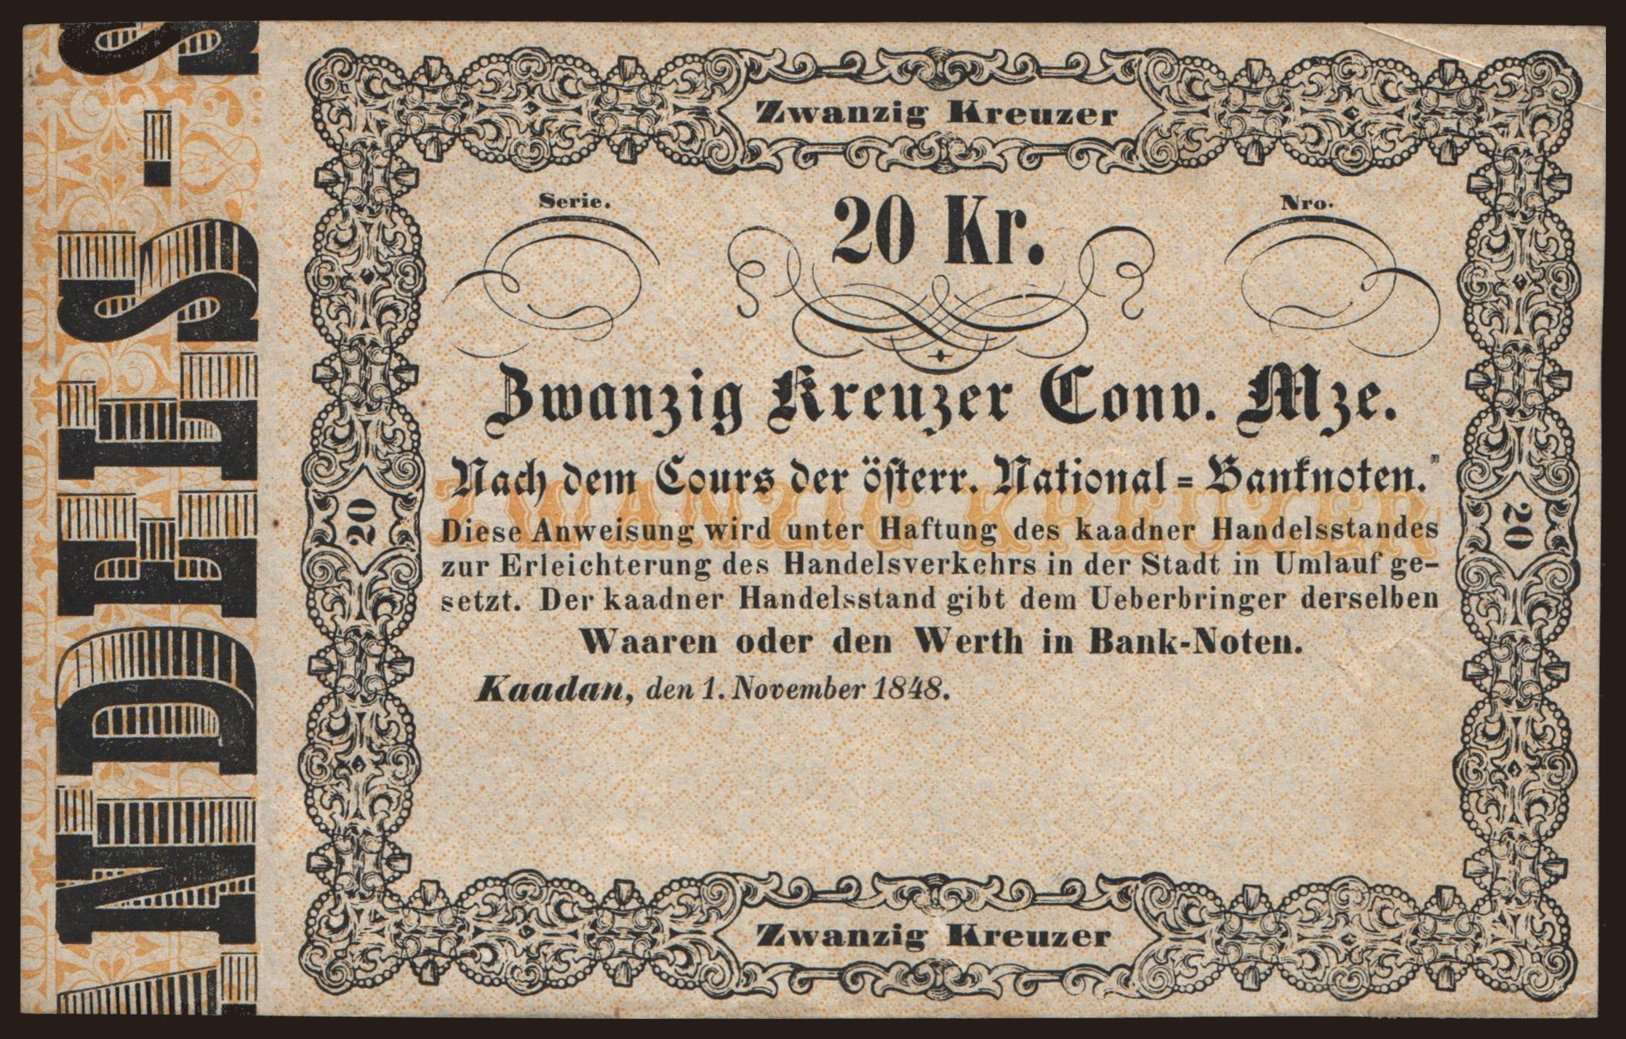 NDELS-S
Zwanzig Kreuzer
Serie.
20 Kr.
Nro.
Zwanzig Kreuzer Conv. Mze.
Nach dem Cours der österr. National=Banknoten."
ZWANZIG KREUZER
20
20
Diese Anweisung wird unter Haftung des kaadner Handelsstandes
zur Erleichterung des Handelsverkehrs in der Stadt in Umlauf ge-
setzt. Der kaadner Handelsstand gibt dem Ueberbringer derselben
Waaren oder den Werth in Bank-Noten.
Kaadan, den 1. November 1848.
Zwanzig Kreuzer